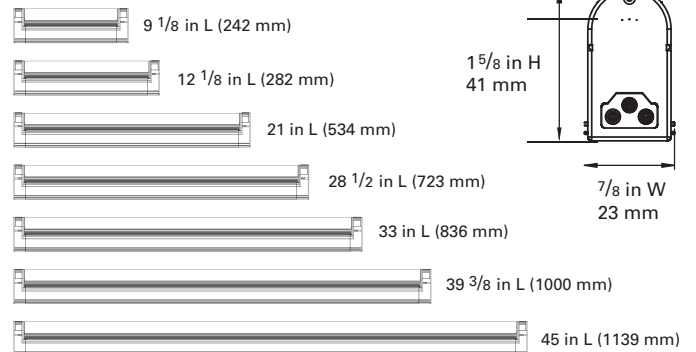 9 1/8 in L (242 mm)
12 1/8 in L (282 mm)
21 in L (534 mm)
28 1/2 in L (723 mm)
33 in L (836 mm)
39 3/8 in L (1000 mm)
45 in L (1139 mm)
1 5/8 in H
41 mm
7/8 in W
23 mm